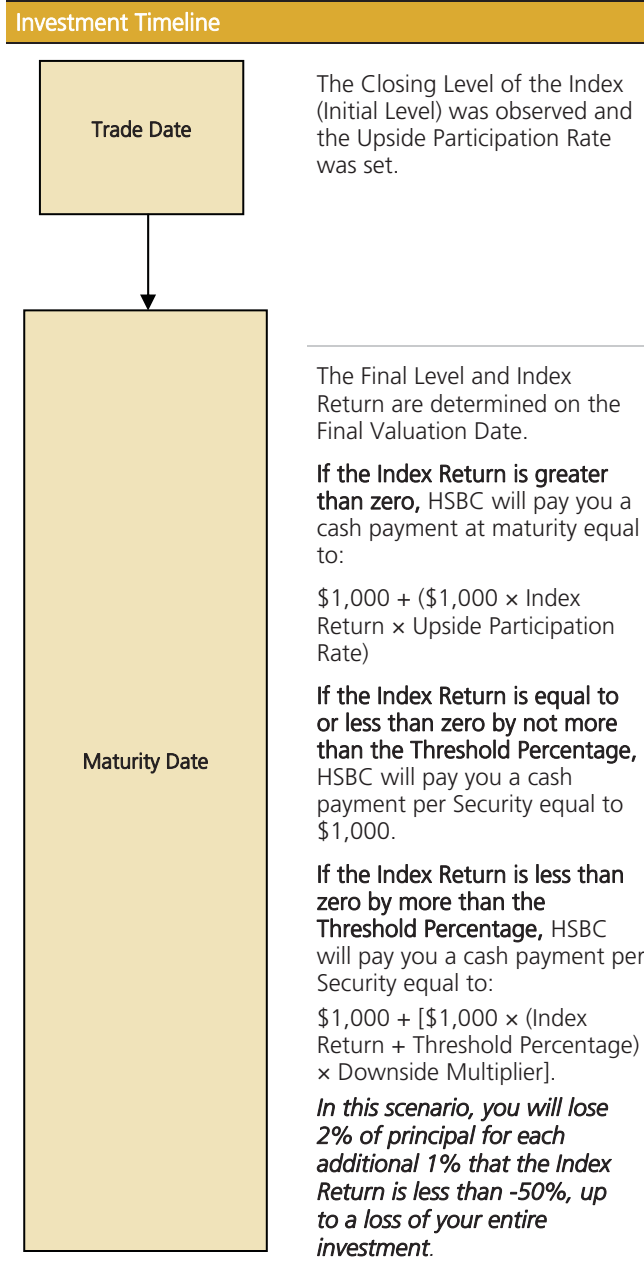 Investment Timeline
Trade Date
The Closing Level of the Index
(Initial Level) was observed and
the Upside Participation Rate
was set.
Maturity Date
The Final Level and Index
Return are determined on the
Final Valuation Date.
If the Index Return is greater
than zero, HSBC will pay you a
cash payment at maturity equal
to:
$1,000 + ($1,000 × Index
Return × Upside Participation
Rate)
If the Index Return is equal to
or less than zero by not more
than the Threshold Percentage,
HSBC will pay you a cash
payment per Security equal to
$1,000.
If the Index Return is less than
zero by more than the
Threshold Percentage, HSBC
will pay you a cash payment per
Security equal to:
$1,000 + [$1,000 × (Index
Return + Threshold Percentage)
× Downside Multiplier].
In this scenario, you will lose
2% of principal for each
additional 1% that the Index
Return is less than -50%, up
to a loss of your entire
investment.